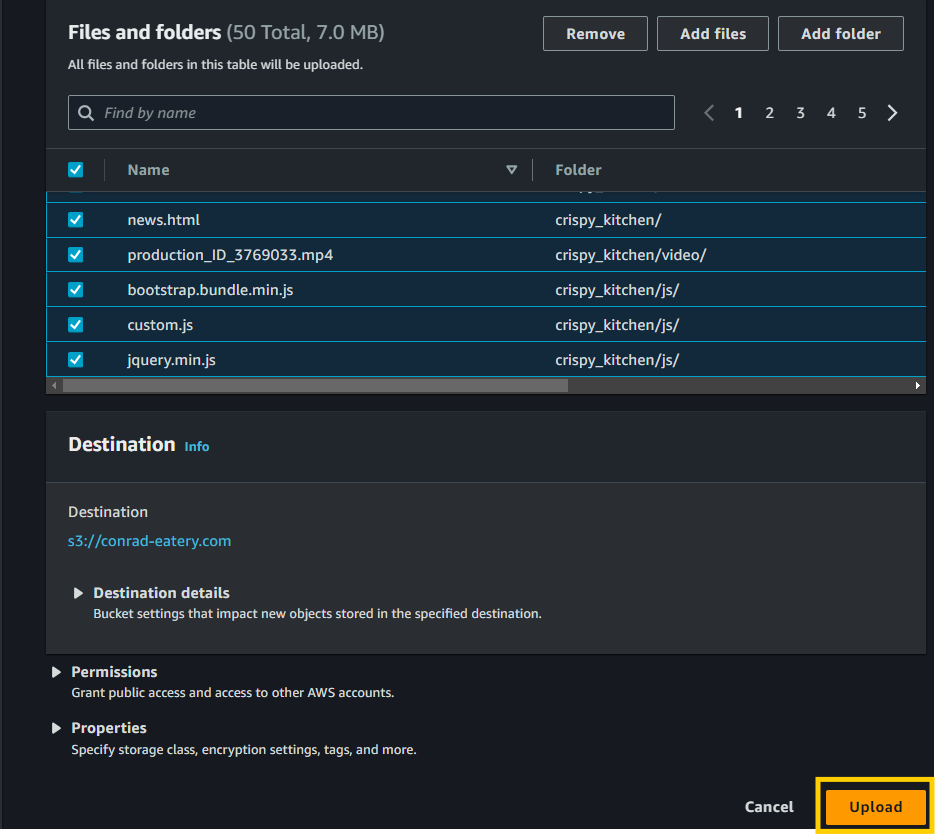 Files and folders (50 Total, 7.0 MB)
Remove
Add files
Add folder
All files and folders in this table will be uploaded.
Find by name
1 2 3 4 5
Name Folder
news.html crispy_kitchen/
production_ID_3769033.mp4 crispy_kitchen/video/
bootstrap.bundle.min.js crispy_kitchen/js/
custom.js crispy_kitchen/js/
jquery.min.js crispy_kitchen/js/
Destination Info
Destination
s3://conrad-eatery.com
Destination details
Bucket settings that impact new objects stored in the specified destination.
Permissions
Grant public access and access to other AWS accounts.
Properties
Specify storage class, encryption settings, tags, and more.
Cancel Upload